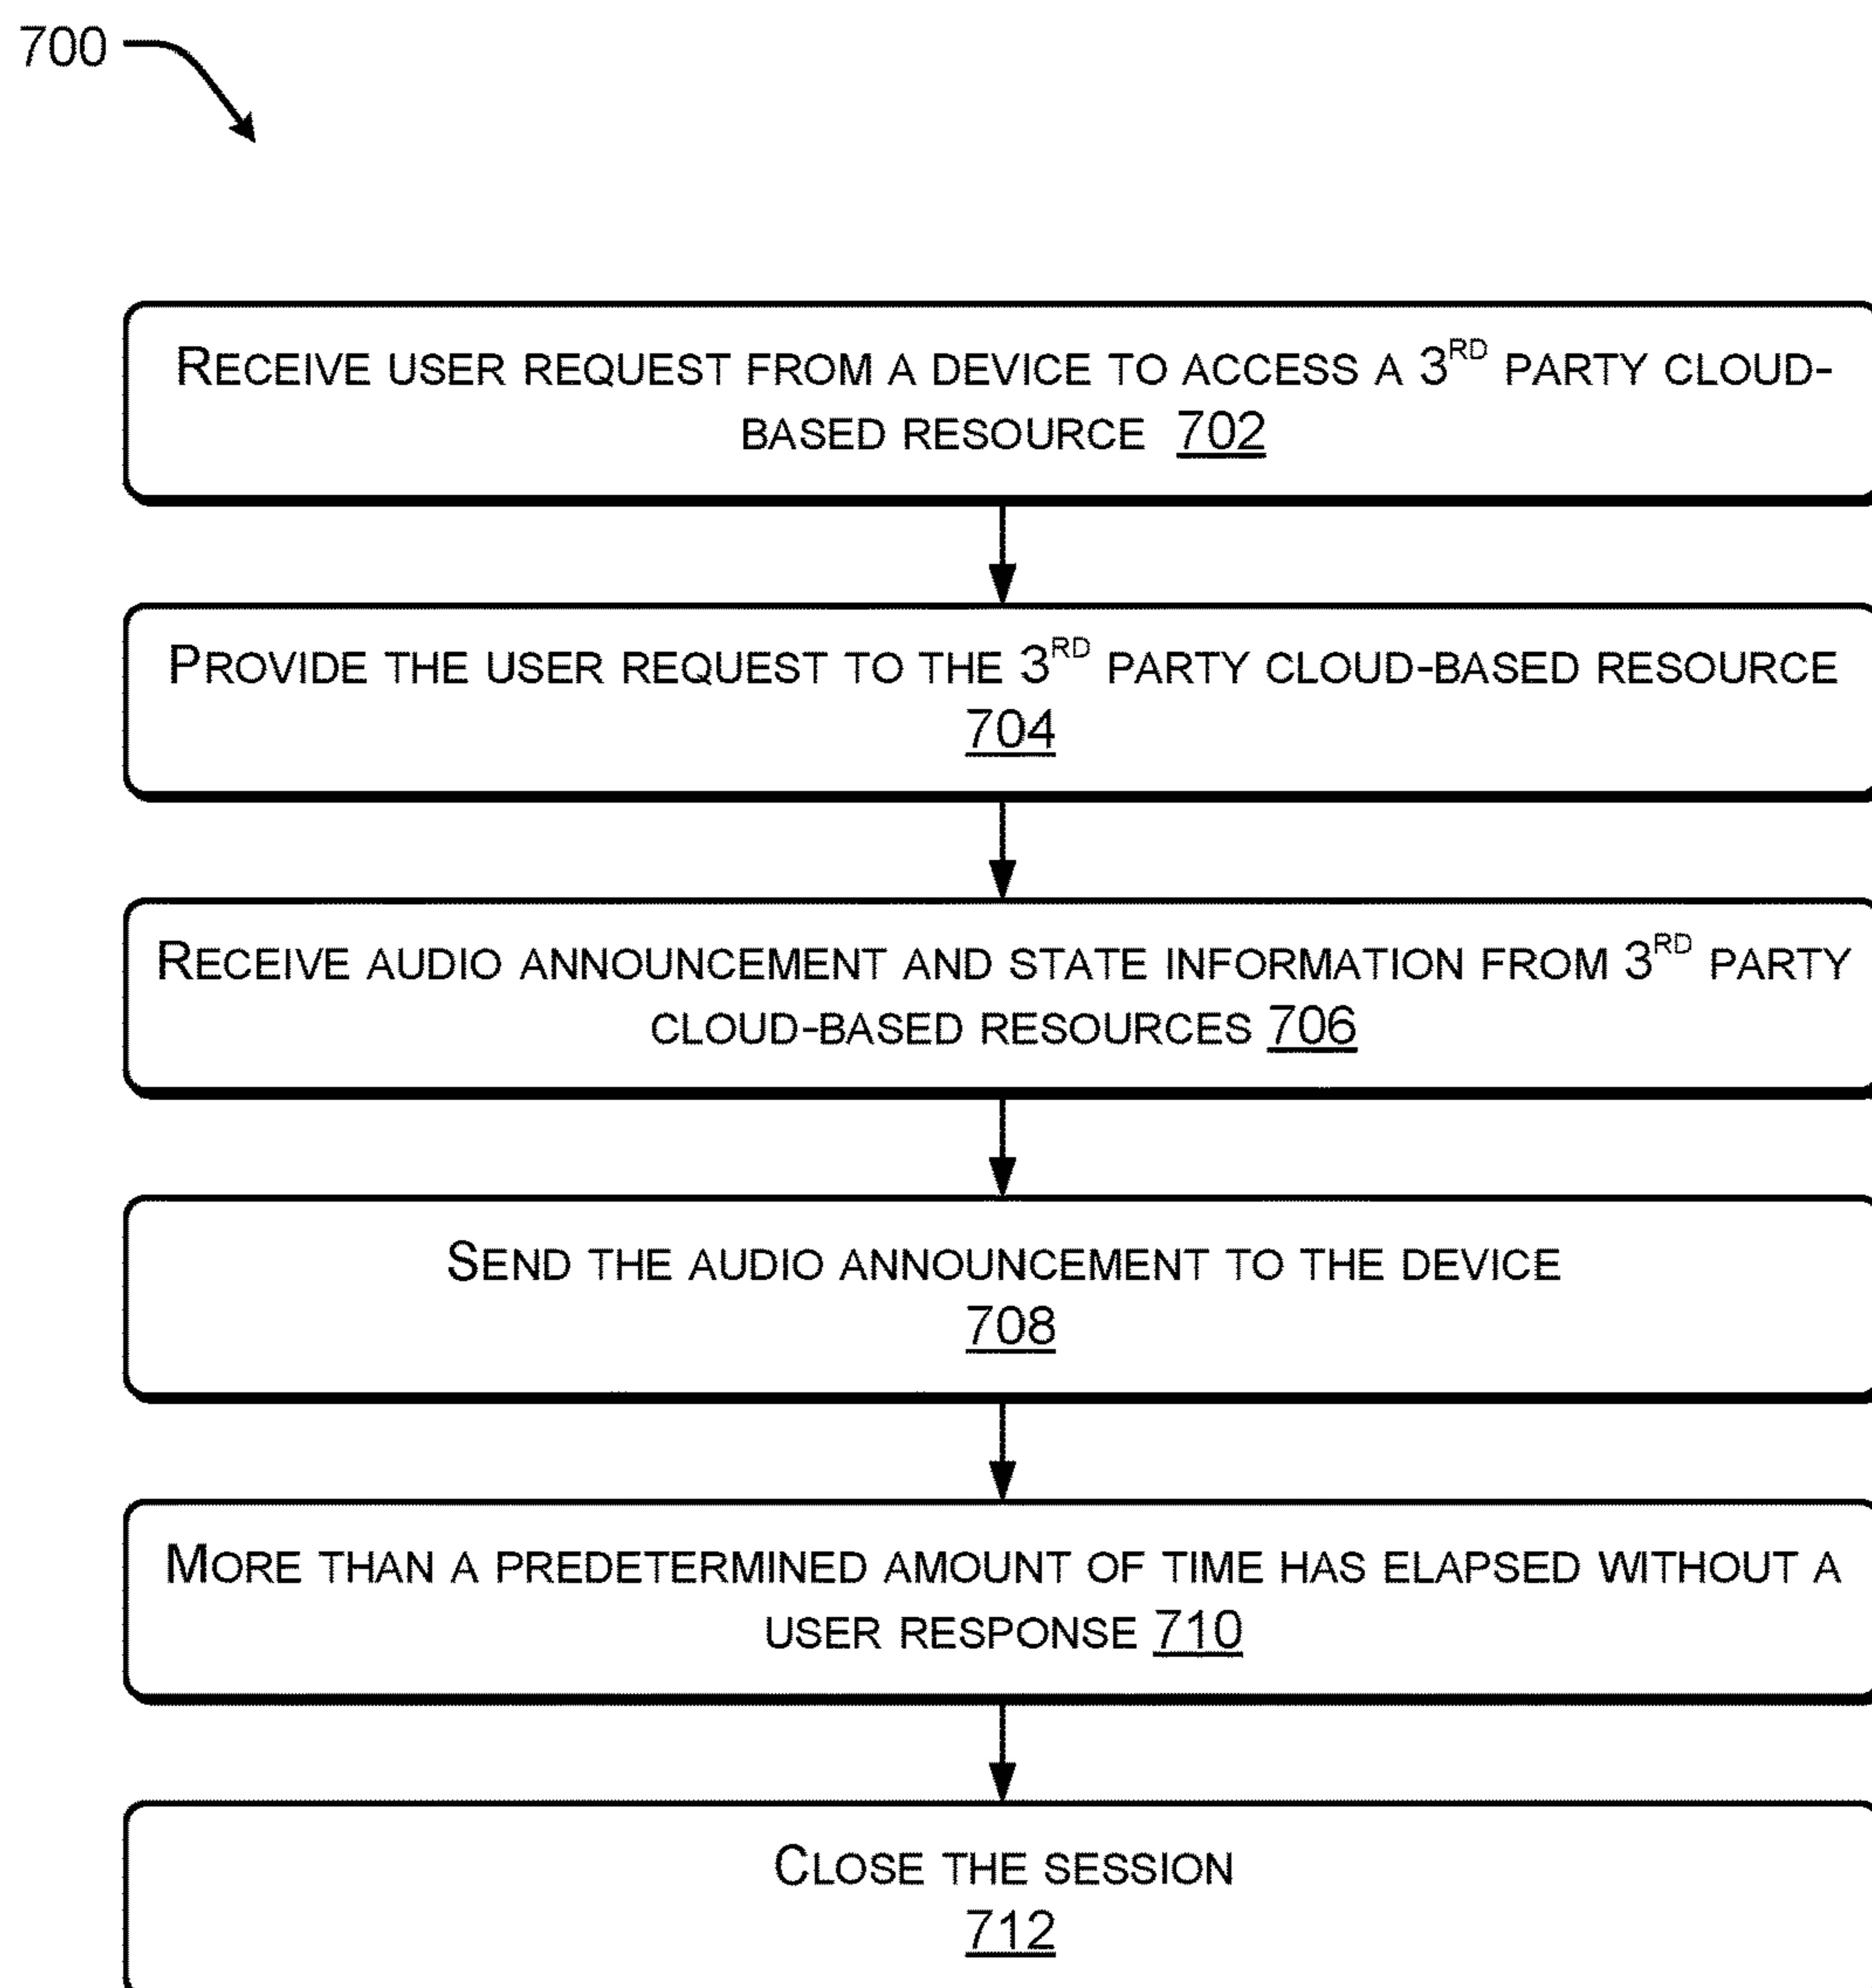 700
RECEIVE USER REQUEST FROM A DEVICE TO ACCESS A 3RD PARTY CLOUD-
BASED RESOURCE 702
PROVIDE THE USER REQUEST TO THE 3RD PARTY CLOUD-BASED RESOURCE
704
RECEIVE AUDIO ANNOUNCEMENT AND STATE INFORMATION FROM 3RD PARTY
CLOUD-BASED RESOURCES 706
SEND THE AUDIO ANNOUNCEMENT TO THE DEVICE
708
MORE THAN A PREDETERMINED AMOUNT OF TIME HAS ELAPSED WITHOUT A
USER RESPONSE 710
CLOSE THE SESSION
712